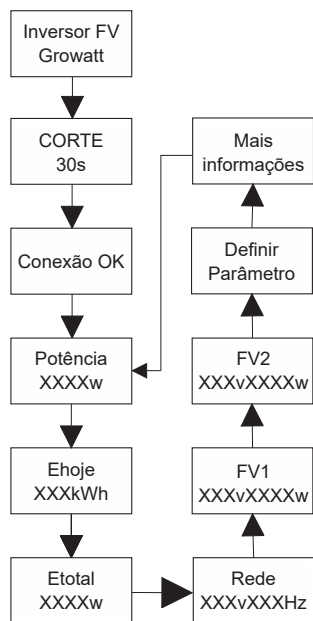 Inversor FV
Growatt
CORTE
30s
Conexão OK
Potência
XXXXw
Ehoje
XXXkWh
Etotal
XXXXw
Rede
XXXvXXXHz
FV1
XXXvXXXXw
FV2
XXXvXXXXw
Definir
Parâmetro
Mais
informações